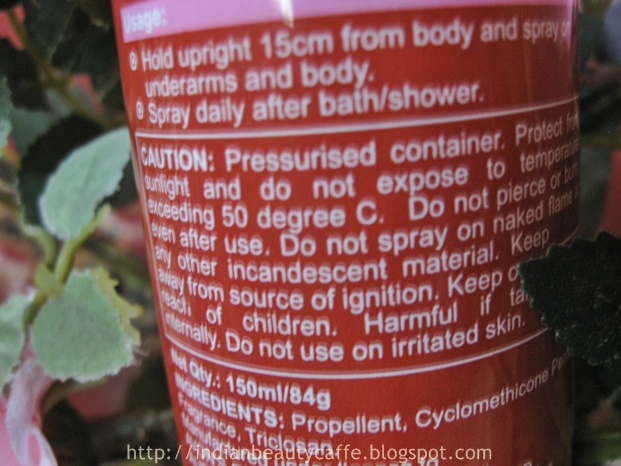 Usage:
Hold upright 15cm from body and spray on
underarms and body.
Spray daily after bath/shower.
CAUTION: Pressurised container. Protect from
sunlight and do not expose to temperature
exceeding 50 degree C. Do not pierce or burn
even after use. Do not spray on naked flame
any other incandescent material. Keep
away from source of ignition. Keep
reach of children. Harmful if
internally. Do not use on irritated skin.
Net Qty.: 150ml/84g
INGREDIENTS: Propellent, Cyclomethicone
Fragrance, Triclosan
Manufactured under licence to
http://indianbeautycaffe.blogspot.com